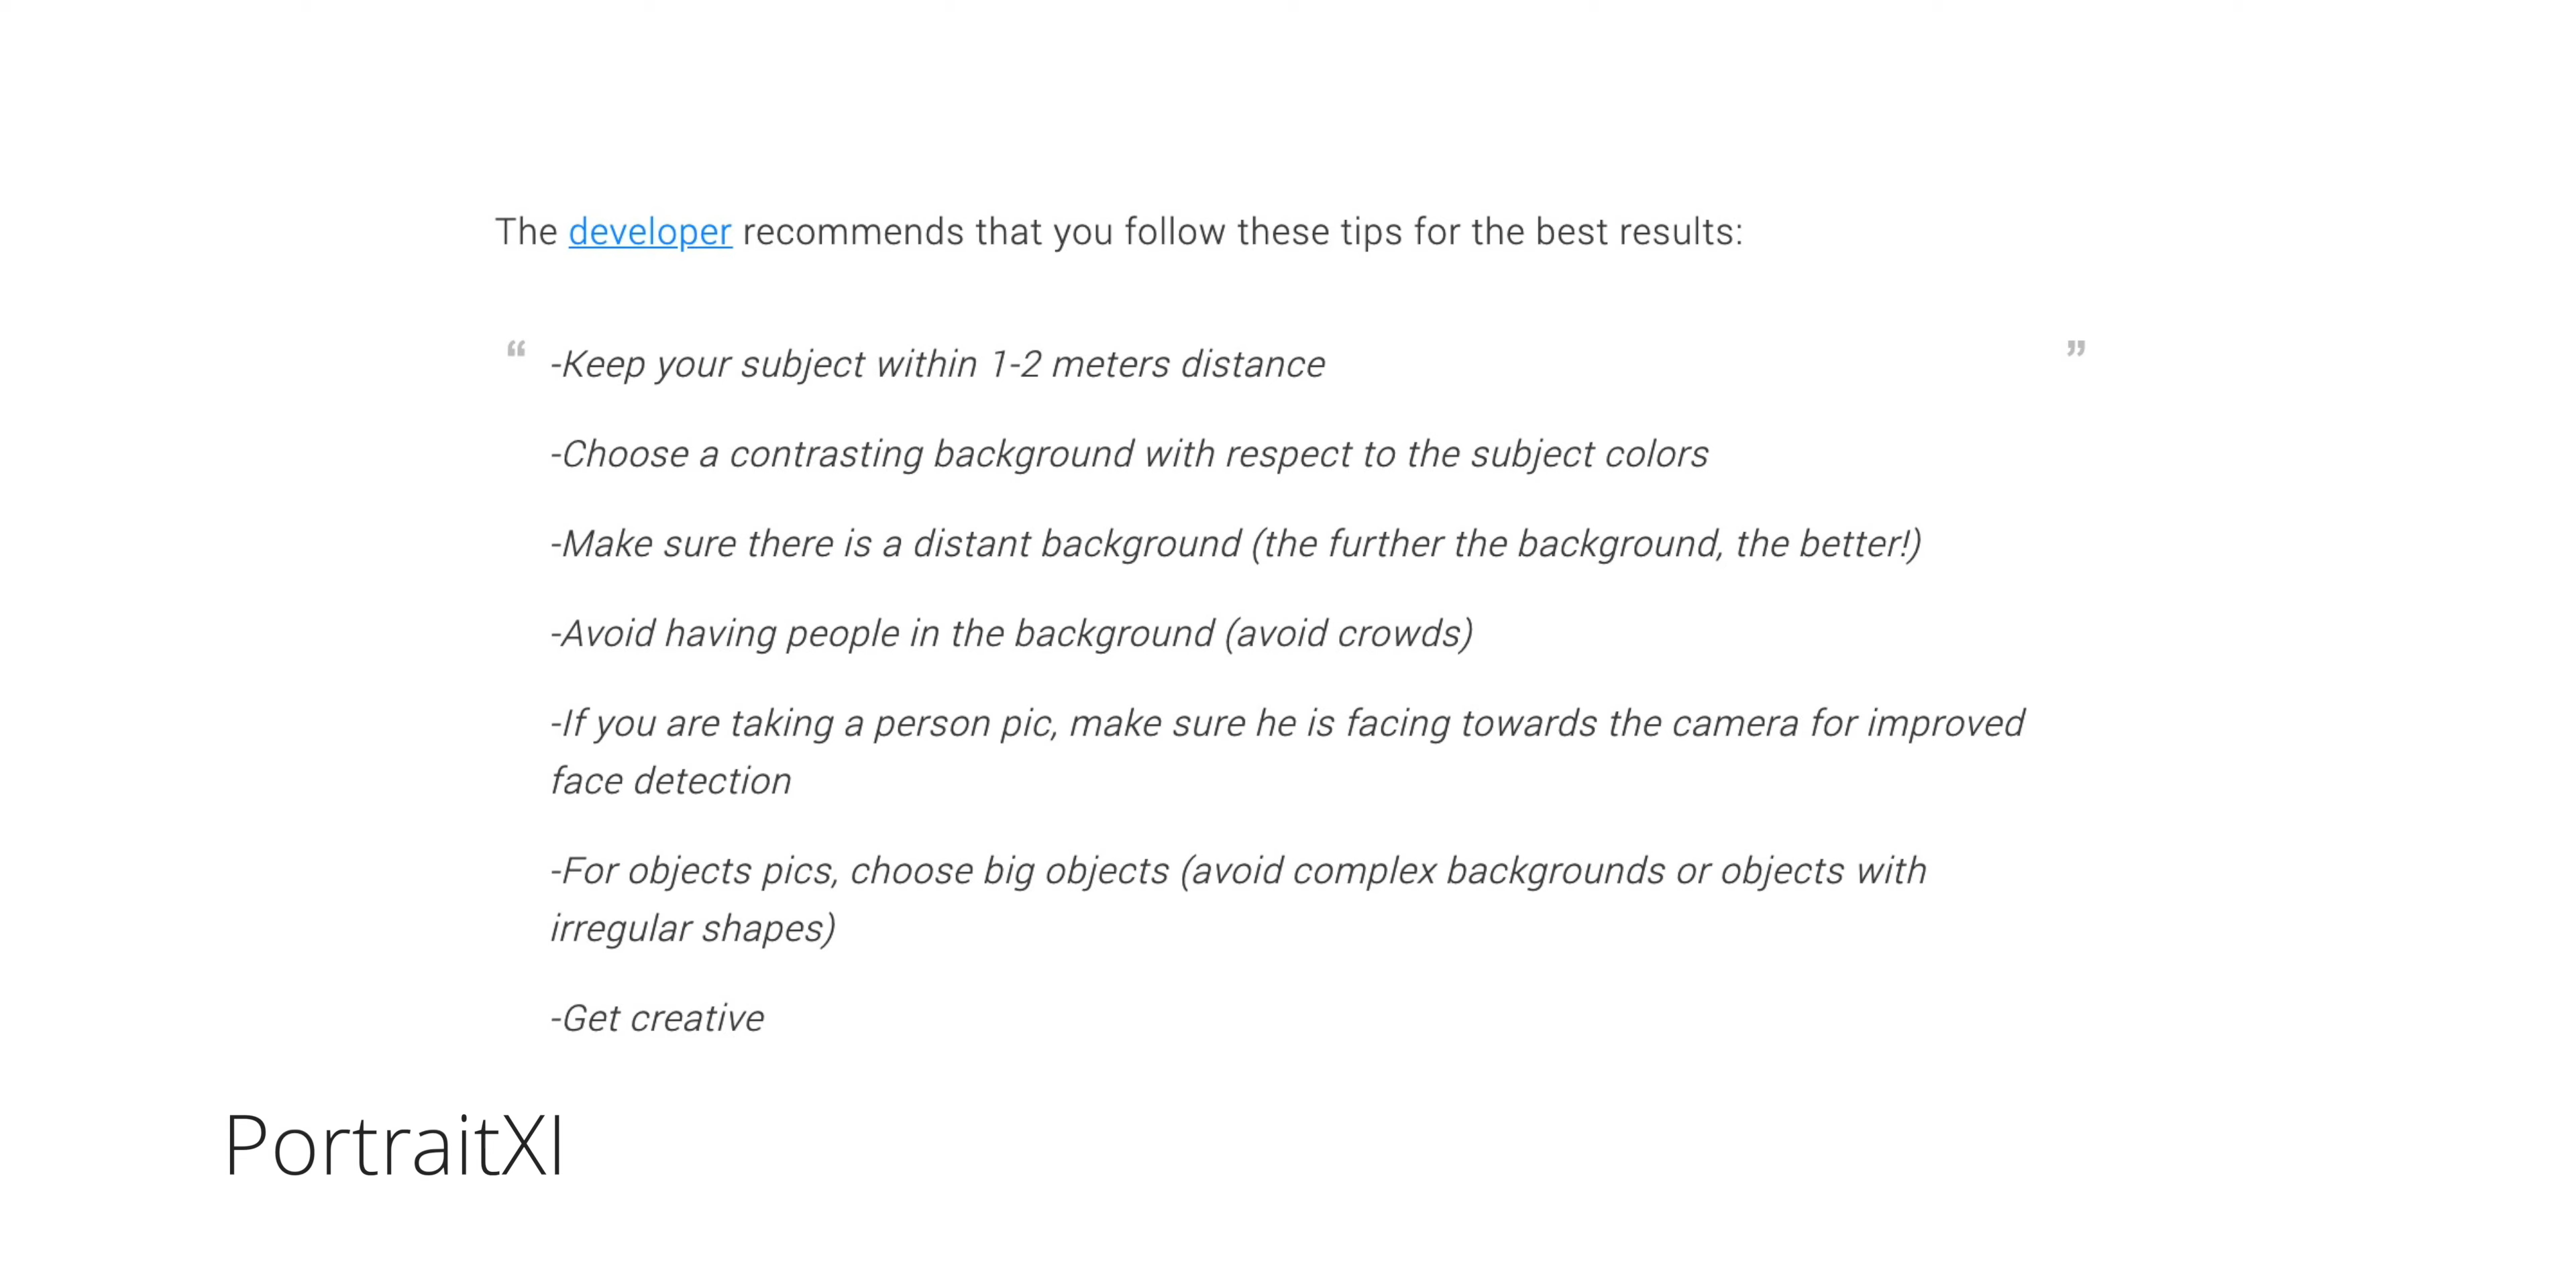 The developer recommends that you follow these tips for the best results:
“ -Keep your subject within 1-2 meters distance ”
-Choose a contrasting background with respect to the subject colors
-Make sure there is a distant background (the further the background, the better!)
-Avoid having people in the background (avoid crowds)
-If you are taking a person pic, make sure he is facing towards the camera for improved
face detection
-For objects pics, choose big objects (avoid complex backgrounds or objects with
irregular shapes)
-Get creative
PortraitXI